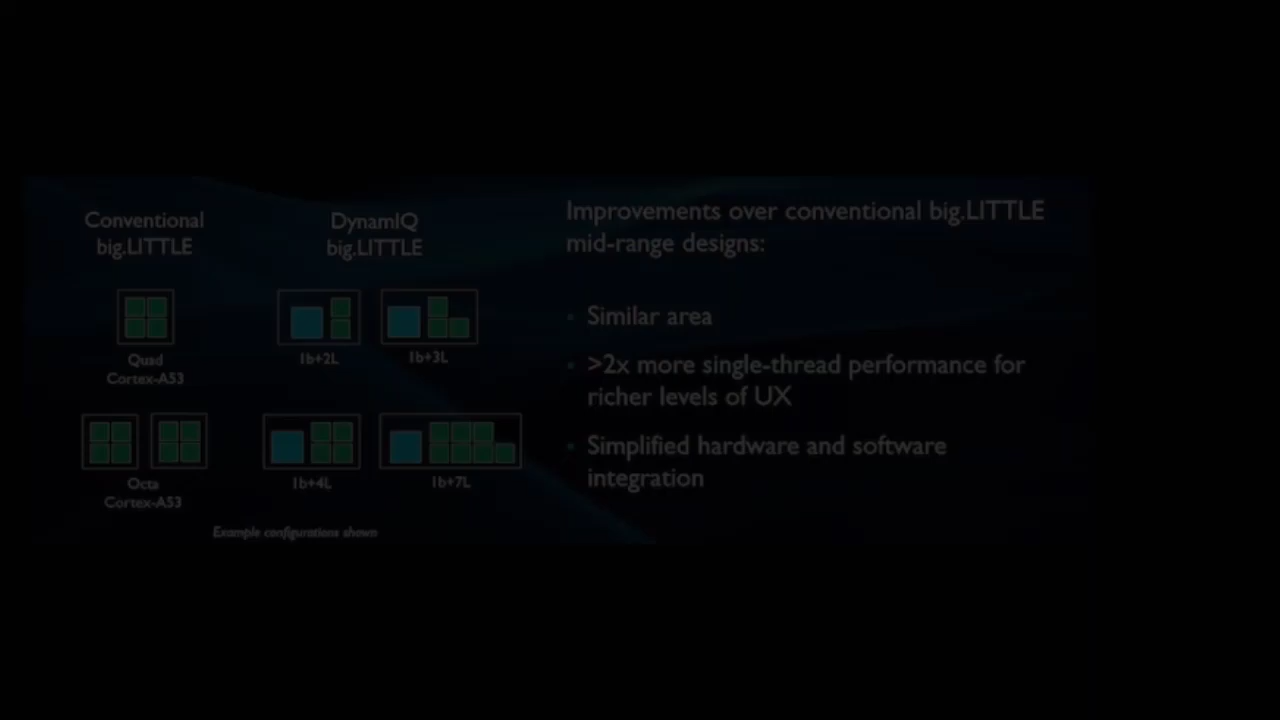 Conventional
big.LITTLE
DynamIQ
big.LITTLE
Quad
Cortex-A53
1b+2L
1b+3L
Octa
Cortex-A53
1b+4L
1b+7L
Example configurations shown
Improvements over conventional big.LITTLE
mid-range designs:
Similar area
>2x more single-thread performance for
richer levels of UX
Simplified hardware and software
integration